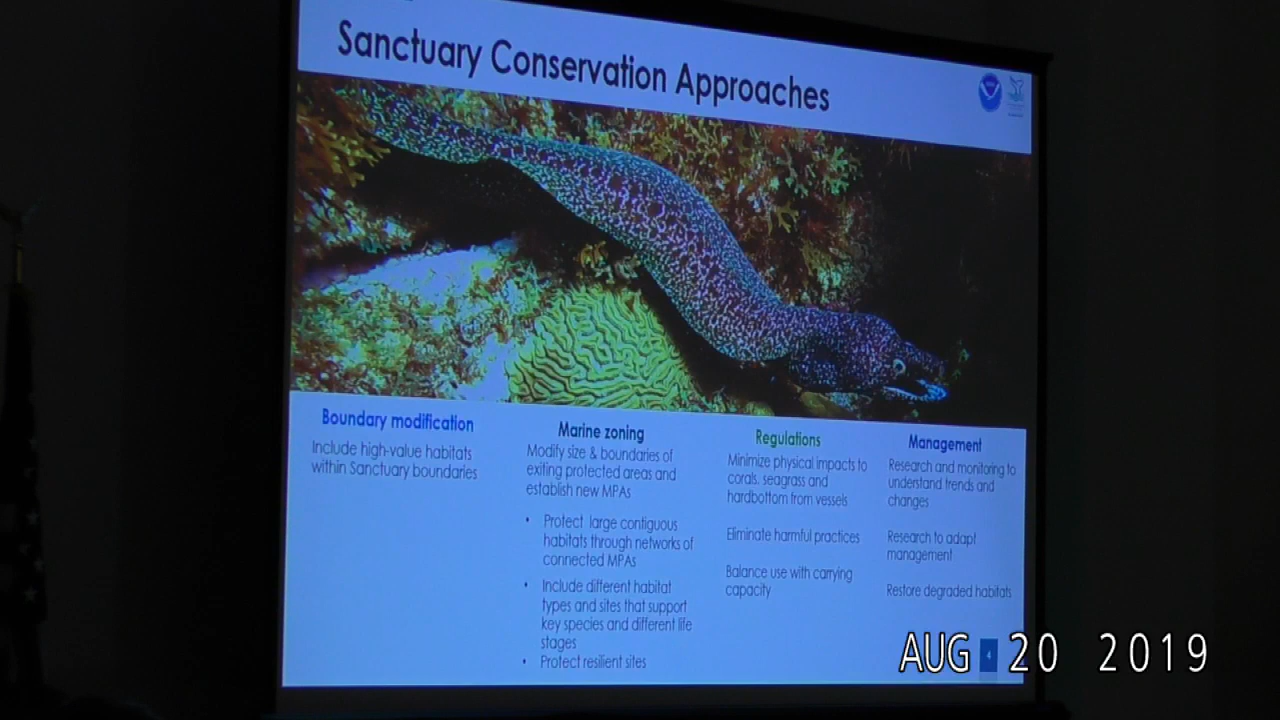 Sanctuary Conservation Approaches
Boundary modification
Include high-value habitats
within Sanctuary boundaries
Marine zoning
Modify size & boundaries of
exiting protected areas and
establish new MPAs
• Protect large contiguous
habitats through networks of
connected MPAs
• Include different habitat
types and sites that support
key species and different life
stages
• Protect resilient sites
Regulations
Minimize physical impacts to
corals, seagrass and
hardbottom from vessels
Eliminate harmful practices
Balance use with carrying
capacity
Management
Research and monitoring to
understand trends and
changes
Research to adapt
management
Restore degraded habitats
4
AUG 20 2019